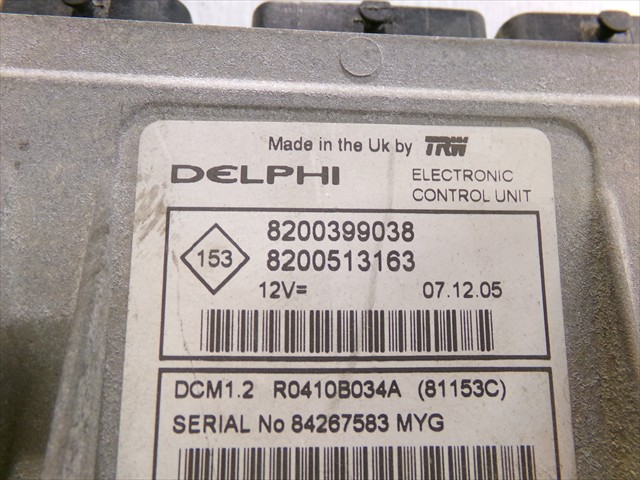 Made in the Uk by TRW
DELPHI ELECTRONIC
CONTROL UNIT
8200399038
153
8200513163
12V= 07.12.05
DCM1.2 R0410B034A (81153C)
SERIAL No 84267583 MYG